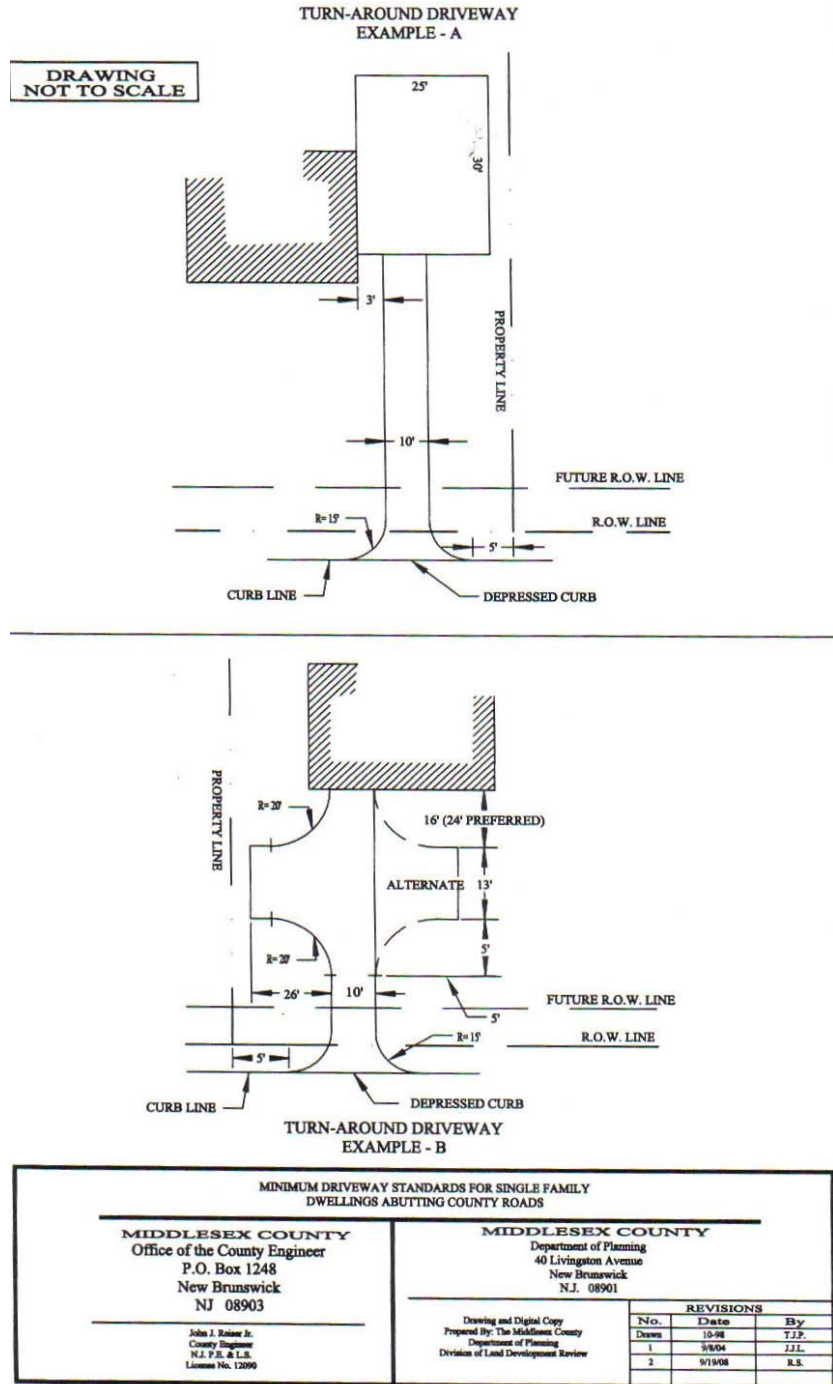 TURN-AROUND DRIVEWAY
EXAMPLE - A
DRAWING
NOT TO SCALE
25'
30'
3'
PROPERTY LINE
10'
FUTURE R.O.W. LINE
R=15'
R.O.W. LINE
5'
CURB LINE
DEPRESSED CURB
PROPERTY LINE
R=20'
16' (24' PREFERRED)
ALTERNATE
13'
R=20'
5'
26'
10'
5'
FUTURE R.O.W. LINE
R=15'
R.O.W. LINE
5'
CURB LINE
DEPRESSED CURB
TURN-AROUND DRIVEWAY
EXAMPLE - B
MINIMUM DRIVEWAY STANDARDS FOR SINGLE FAMILY
DWELLINGS ABUTTING COUNTY ROADS
MIDDLESEX COUNTY
Office of the County Engineer
P.O. Box 1248
New Brunswick
NJ 08903
John J. Reiser Jr.
County Engineer
N.J. P.E. & L.S.
License No. 12090
MIDDLESEX COUNTY
Department of Planning
40 Livingston Avenue
New Brunswick
N.J. 08901
Drawing and Digital Copy
Prepared By: The Middlesex County
Department of Planning
Division of Land Development Review
REVISIONS
No. Date By
Drawn 10-98 T.J.P.
1 9/8/04 J.J.L.
2 9/19/08 R.S.